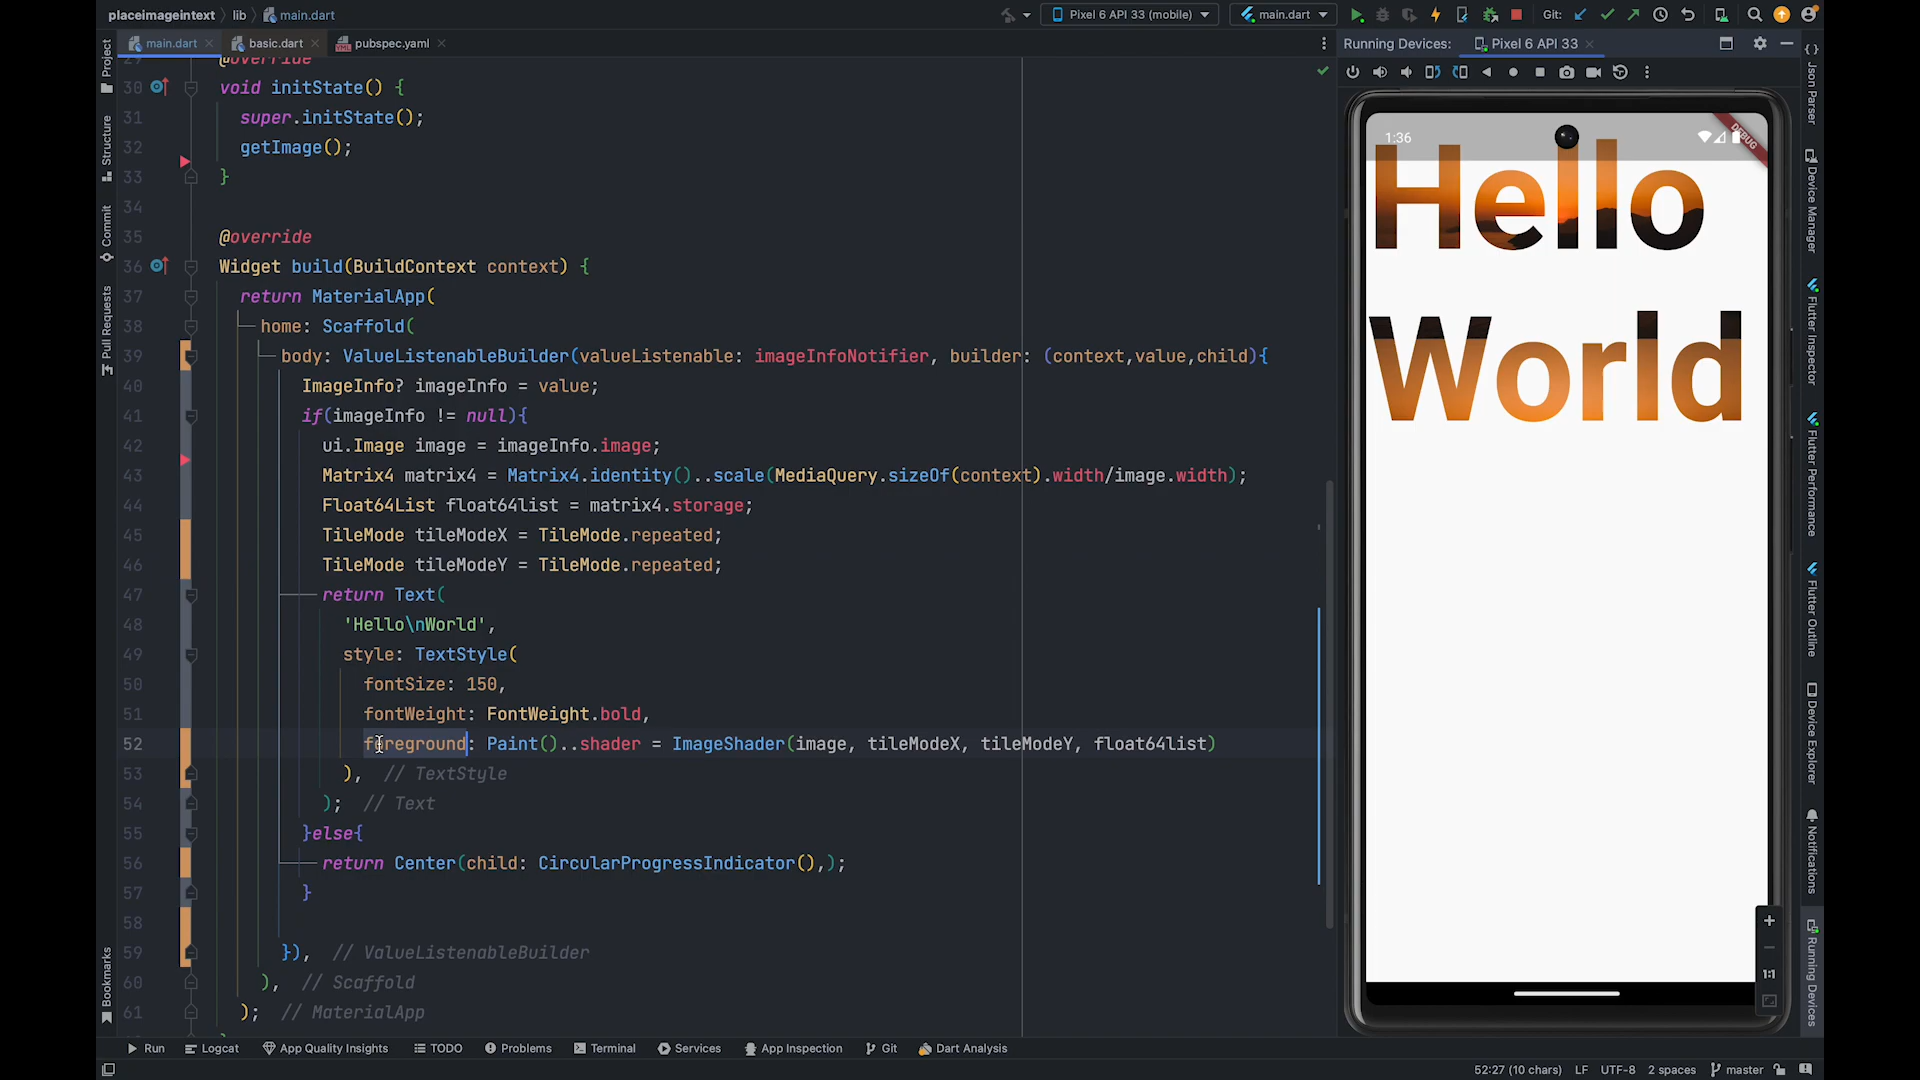 placeimageintext
lib
main.dart
Pixel 6 API 33 (mobile)
main.dart
Git:
main.dart
basic.dart
pubspec.yaml
Running Devices:
Pixel 6 API 33
Project
Structure
Commit
Pull Requests
Bookmarks
29 @override
30 void initState() {
31 super.initState();
32 getImage();
33 }
34
35 @override
36 Widget build(BuildContext context) {
37 return MaterialApp(
38 home: Scaffold(
39 body: ValueListenableBuilder(valueListenable: imageInfoNotifier, builder: (context,value,child){
40 ImageInfo? imageInfo = value;
41 if(imageInfo != null){
42 ui.Image image = imageInfo.image;
43 Matrix4 matrix4 = Matrix4.identity()..scale(MediaQuery.sizeOf(context).width/image.width);
44 Float64List float64list = matrix4.storage;
45 TileMode tileModeX = TileMode.repeated;
46 TileMode tileModeY = TileMode.repeated;
47 return Text(
48 'Hello\nWorld',
49 style: TextStyle(
50 fontSize: 150,
51 fontWeight: FontWeight.bold,
52 foreground: Paint()..shader = ImageShader(image, tileModeX, tileModeY, float64list)
53 ), // TextStyle
54 ); // Text
55 }else{
56 return Center(child: CircularProgressIndicator(),);
57 }
58
59 }), // ValueListenableBuilder
60 ), // Scaffold
61 ); // MaterialApp
1:36
DEBUG
Hello
World
1:1
{ } Json Parser
Device Manager
Flutter Inspector
Flutter Performance
Flutter Outline
Device Explorer
Notifications
Running Devices
Run
Logcat
App Quality Insights
TODO
Problems
Terminal
Services
App Inspection
Git
Dart Analysis
52:27 (10 chars)
LF
UTF-8
2 spaces
master